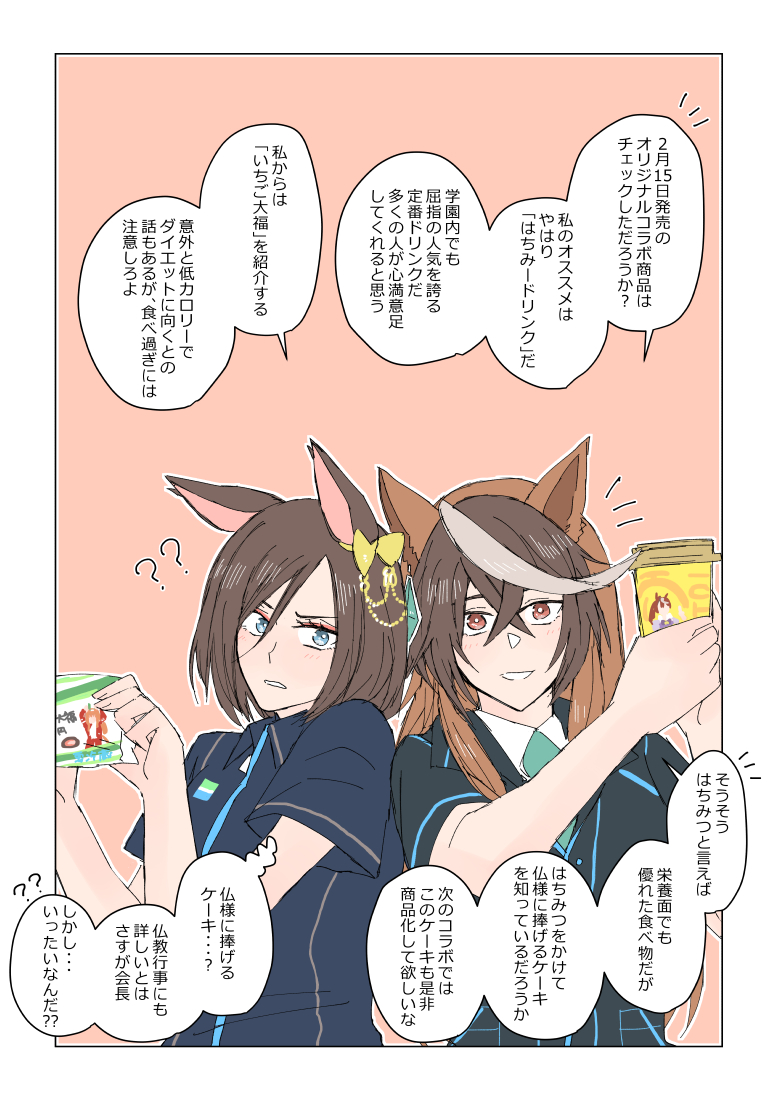 2月15日発売の
オリジナルコラボ商品は
チェックしただろうか?
私のオススメは
やはり
「はちみードリンク」だ
学園内でも
屈指の人気を誇る
定番ドリンクだ
多くの人が心満意足
してくれると思う
私からは
「いちご大福」を紹介する
意外と低カロリーで
ダイエットに向くとの
話もあるが、食べ過ぎには
注意しろよ
??
大福
円
そうそう
はちみつと言えば
栄養面でも
優れた食べ物だが
はちみつをかけて
仏様に捧げるケーキ
を知っているだろうか
次のコラボでは
このケーキも是非
商品化して欲しいな
仏様に捧げる
ケーキ・・・?
仏教行事にも
詳しいとは
さすが会長
しかし・・・
いったいなんだ??
??